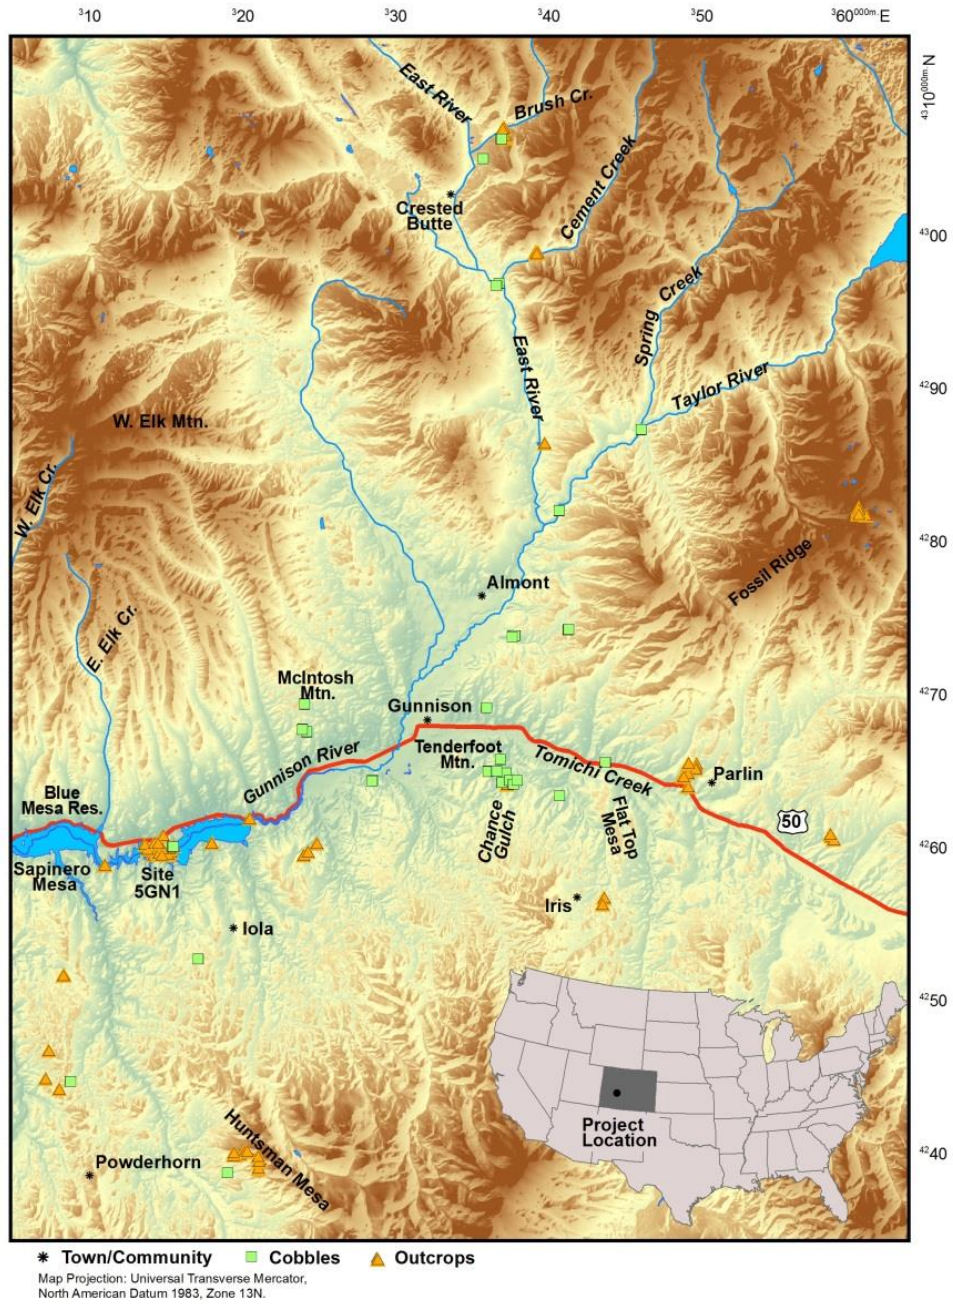 ³10 ³20 ³30 ³40 ³50 ³60⁰⁰⁰ᵐ·E
⁴³10⁰⁰⁰ᵐ·N
East River
Brush Cr.
Cement Creek
Crested
Butte
⁴³00
Spring Creek
East River
Taylor River
⁴²90
W. Elk Mtn.
W. Elk Cr.
⁴²80
Fossil Ridge
Almont
E. Elk Cr.
McIntosh
Mtn.
⁴²70
Gunnison
Gunnison River
Tenderfoot
Mtn.
Tomichi Creek
Parlin
Blue
Mesa Res.
50
Chance
Gulch
Flat Top
Mesa
⁴²60
Sapinero
Mesa
Site
5GN1
Iris
Iola
⁴²50
Project
Location
Huntsman Mesa
⁴²40
Powderhorn
Town/Community Cobbles Outcrops
Map Projection: Universal Transverse Mercator,
North American Datum 1983, Zone 13N.